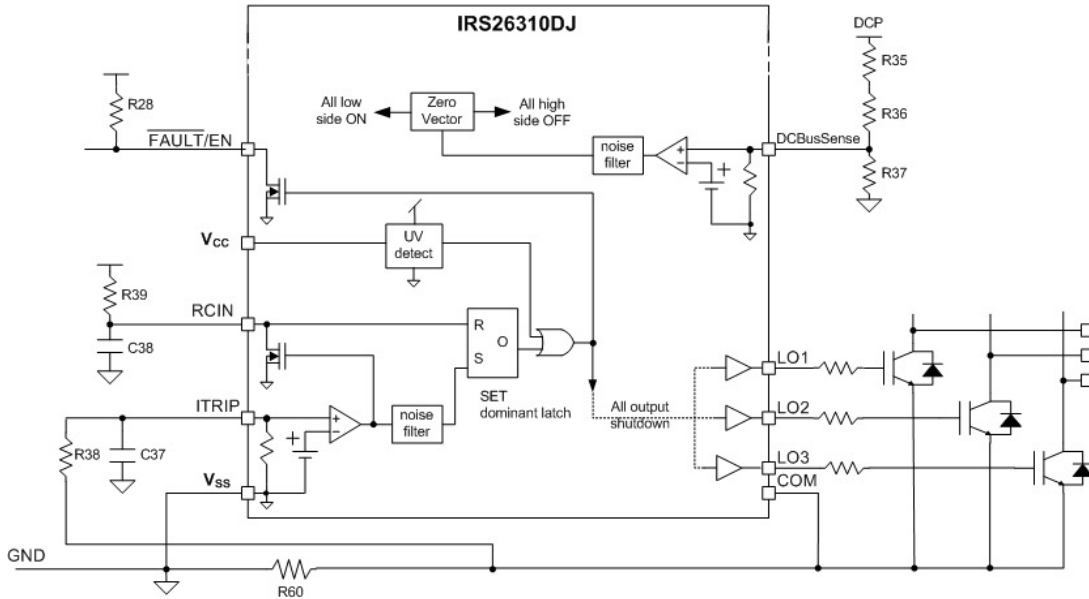 IRS26310DJ
DCP
R35
R28
All low
side ON
Zero
Vector
All high
side OFF
R36
FAULT/EN
noise
filter
+
−
DCBusSense
+
R37
VCC
UV
detect
R39
RCIN
C38
R
S
O
SET
dominant latch
LO1
ITRIP
+
−
+
noise
filter
All output
shutdown
LO2
R38
C37
LO3
VSS
COM
GND
R60